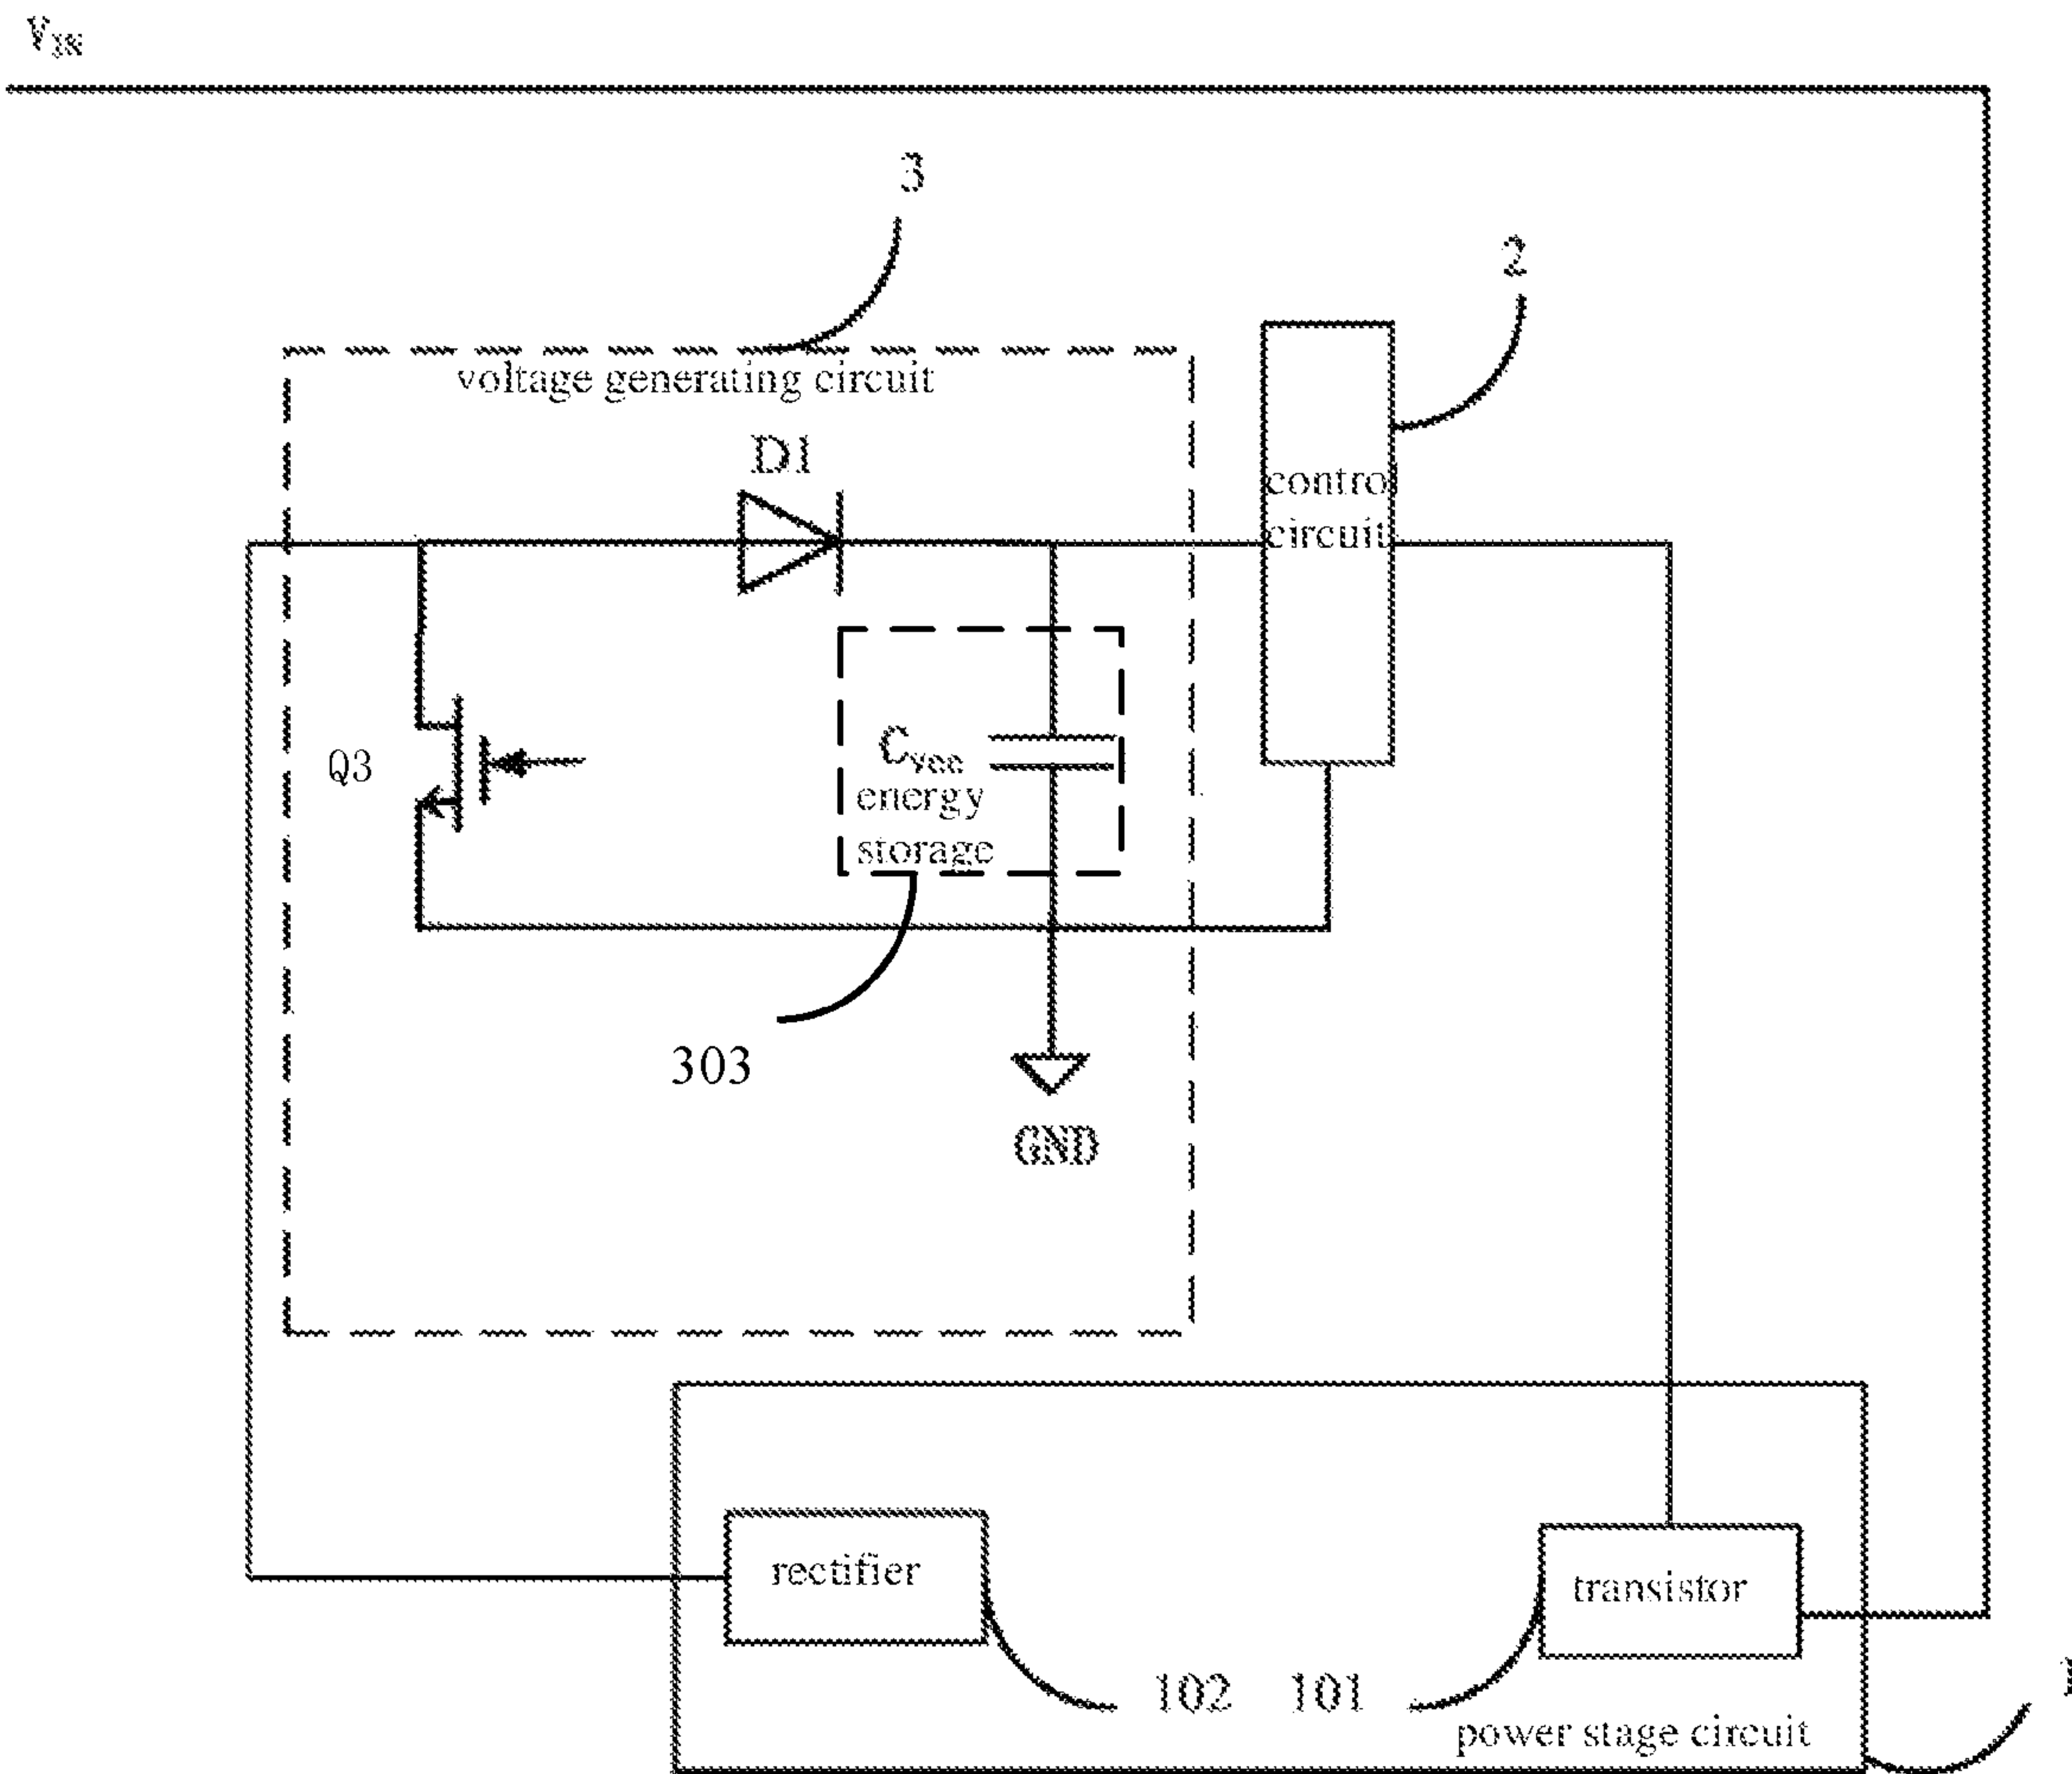 VIN
3
2
voltage generating circuit
D1
control
circuit
Q3
Cvcc
energy
storage
303
GND
rectifier
transistor
102
101
1
power stage circuit